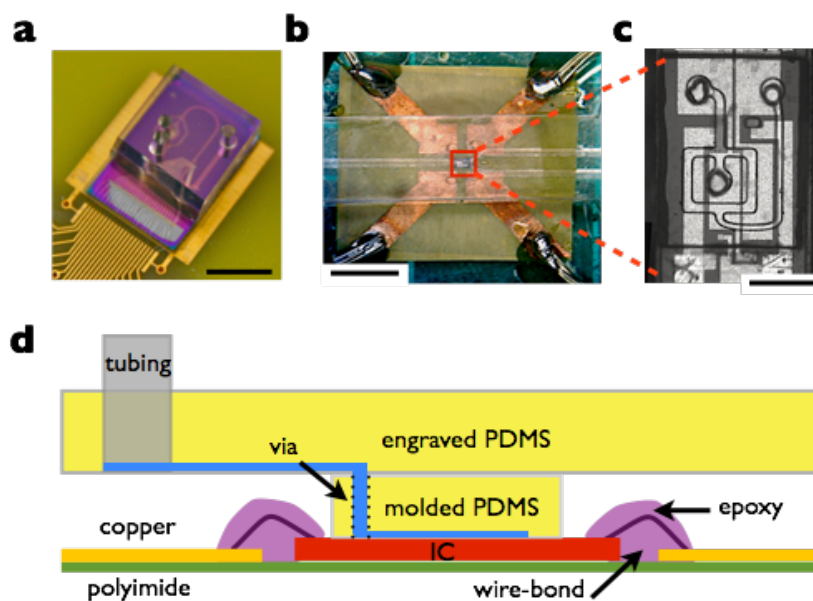 a
b
c
d
tubing
via
engraved PDMS
molded PDMS
epoxy
copper
IC
polyimide
wire-bond